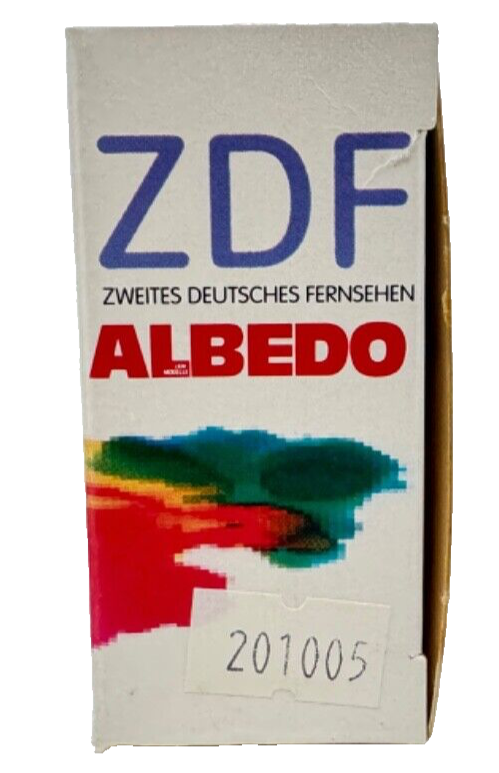 ZDF
ZWEITES DEUTSCHES FERNSEHEN
ALBEDO
201005